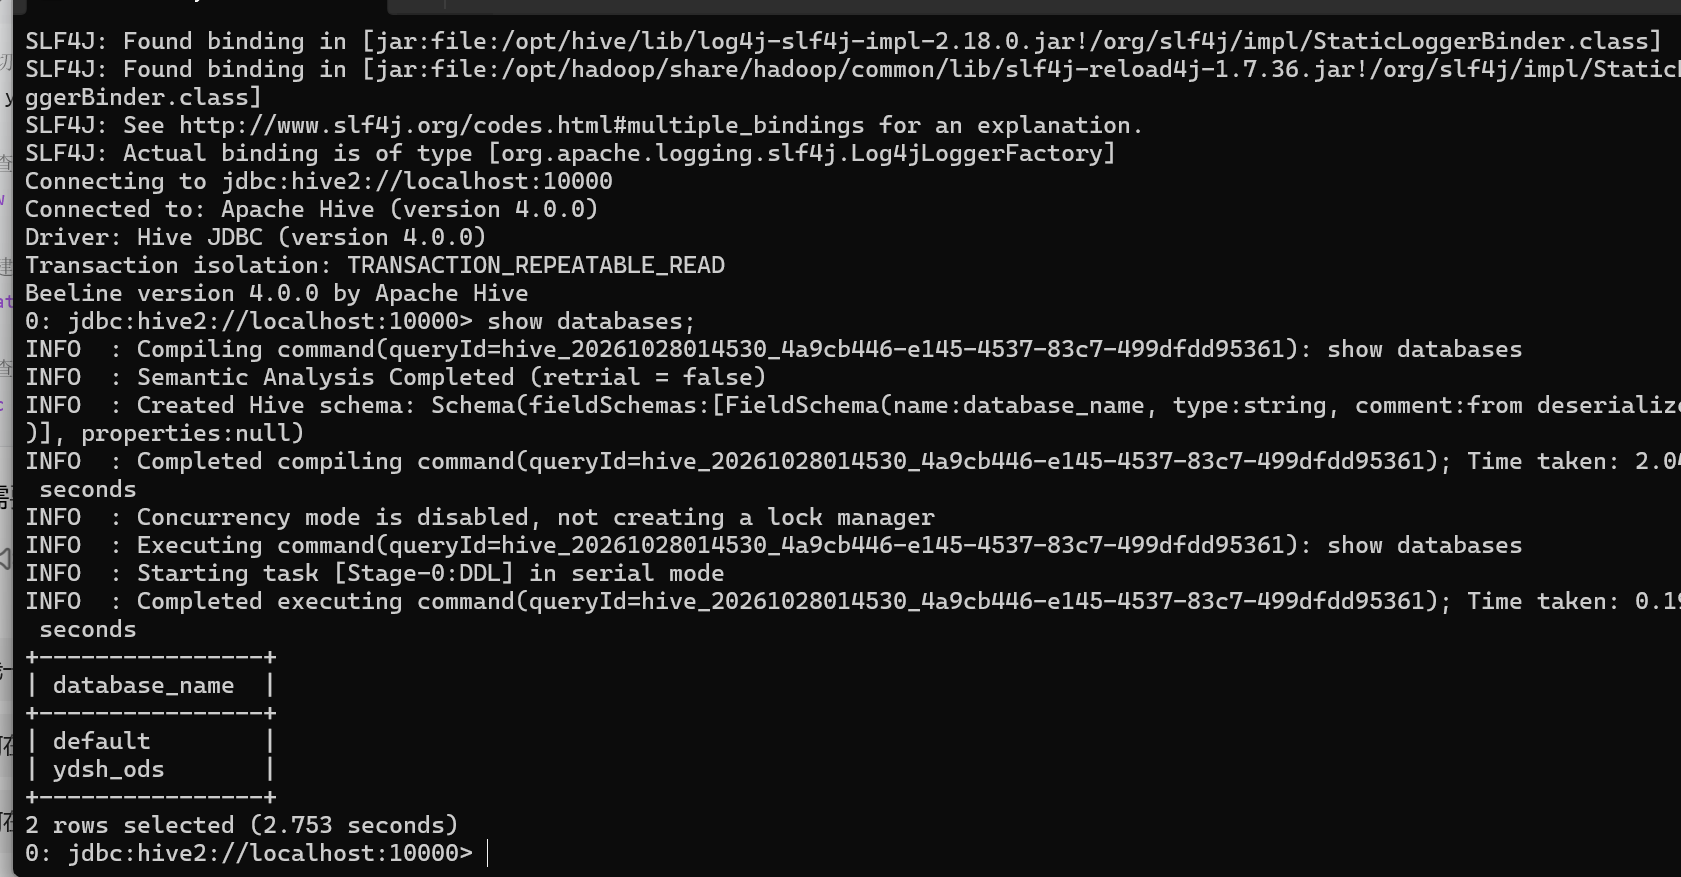 SLF4J: Found binding in [jar:file:/opt/hive/lib/log4j-slf4j-impl-2.18.0.jar!/org/slf4j/impl/StaticLoggerBinder.class]
SLF4J: Found binding in [jar:file:/opt/hadoop/share/hadoop/common/lib/slf4j-reload4j-1.7.36.jar!/org/slf4j/impl/Static
ggerBinder.class]
SLF4J: See http://www.slf4j.org/codes.html#multiple_bindings for an explanation.
SLF4J: Actual binding is of type [org.apache.logging.slf4j.Log4jLoggerFactory]
Connecting to jdbc:hive2://localhost:10000
Connected to: Apache Hive (version 4.0.0)
Driver: Hive JDBC (version 4.0.0)
Transaction isolation: TRANSACTION_REPEATABLE_READ
Beeline version 4.0.0 by Apache Hive
0: jdbc:hive2://localhost:10000> show databases;
INFO  : Compiling command(queryId=hive_20261028014530_4a9cb446-e145-4537-83c7-499dfdd95361): show databases
INFO  : Semantic Analysis Completed (retrial = false)
INFO  : Created Hive schema: Schema(fieldSchemas:[FieldSchema(name:database_name, type:string, comment:from deserialize
)], properties:null)
INFO  : Completed compiling command(queryId=hive_20261028014530_4a9cb446-e145-4537-83c7-499dfdd95361); Time taken: 2.04
seconds
INFO  : Concurrency mode is disabled, not creating a lock manager
INFO  : Executing command(queryId=hive_20261028014530_4a9cb446-e145-4537-83c7-499dfdd95361): show databases
INFO  : Starting task [Stage-0:DDL] in serial mode
INFO  : Completed executing command(queryId=hive_20261028014530_4a9cb446-e145-4537-83c7-499dfdd95361); Time taken: 0.19
seconds
+----------------+
| database_name  |
+----------------+
| default        |
| ydsh_ods       |
+----------------+
2 rows selected (2.753 seconds)
0: jdbc:hive2://localhost:10000>